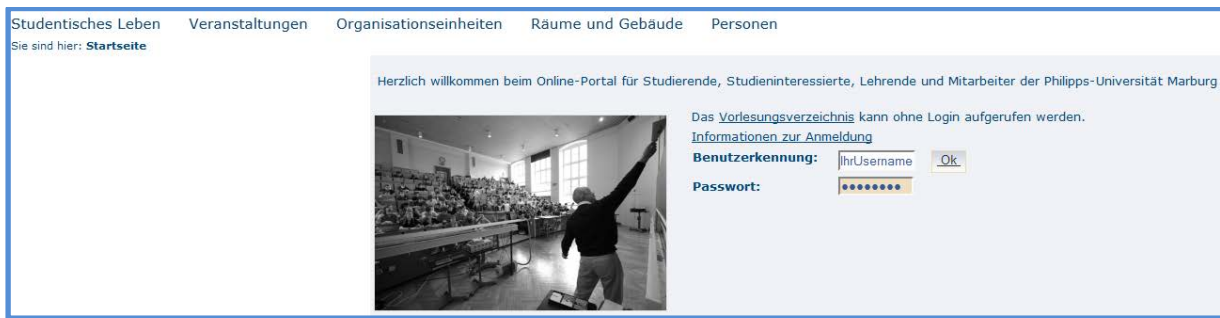 Studentisches Leben Veranstaltungen Organisationseinheiten Räume und Gebäude Personen
Sie sind hier: Startseite
Herzlich willkommen beim Online-Portal für Studierende, Studieninteressierte, Lehrende und Mitarbeiter der Philipps-Universität Marburg
Das Vorlesungsverzeichnis kann ohne Login aufgerufen werden.
Informationen zur Anmeldung
Benutzerkennung: IhrUsername Ok
Passwort: ●●●●●●●●